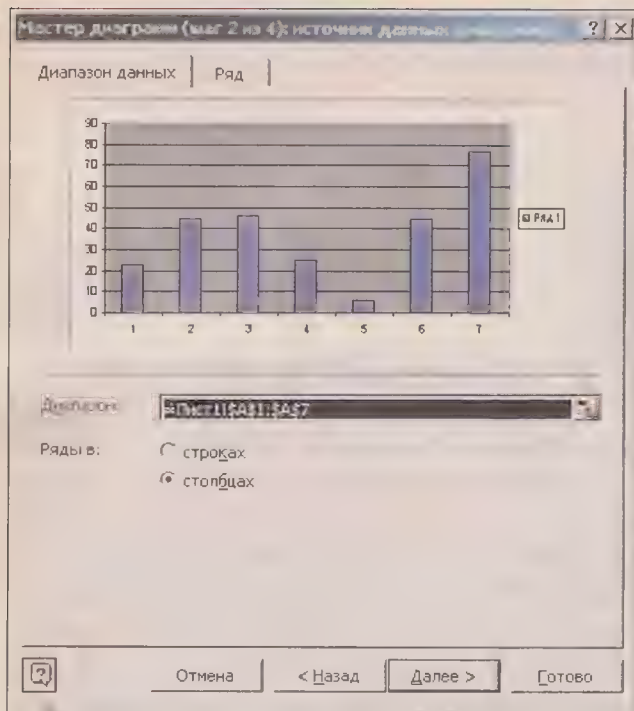 Мастер диаграмм (шаг 2 из 4): источник данных
Диапазон данных
Ряд
90
80
70
60
50
40
30
20
10
0
Ряд1
1 2 3 4 5 6 7
Диапазон:
=Лист1!$A$1:$A$7
Ряды в:
строках
столбцах
Отмена
< Назад
Далее >
Готово